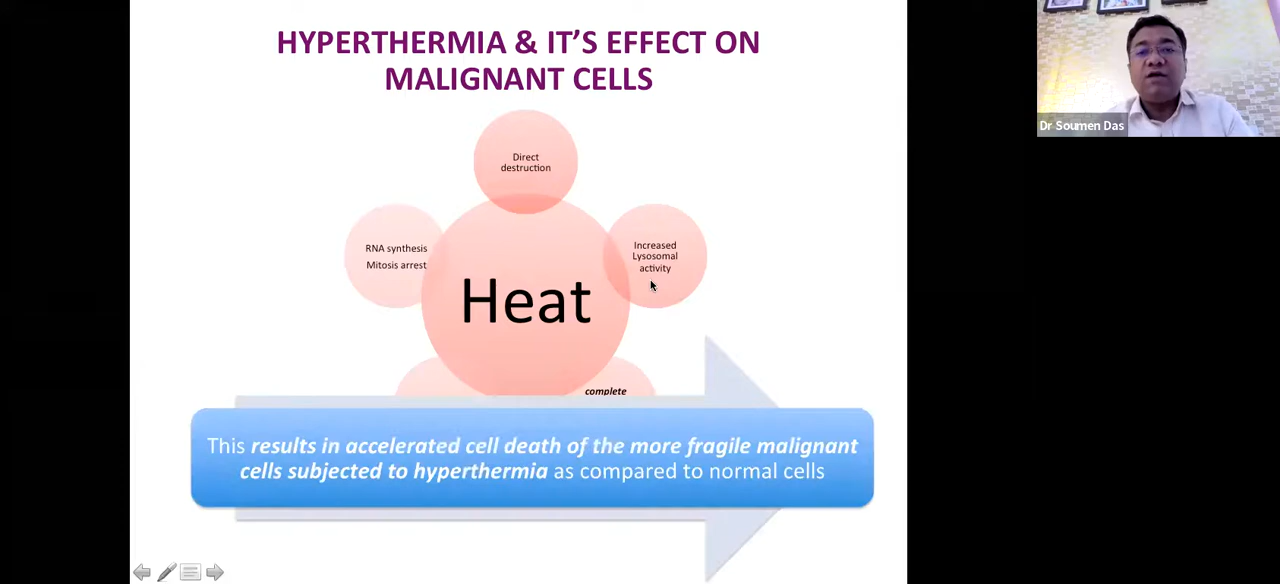 HYPERTHERMIA & IT'S EFFECT ON
MALIGNANT CELLS
Direct
destruction
RNA synthesis
Mitosis arrest
Increased
Lysosomal
activity
Heat
complete
This results in accelerated cell death of the more fragile malignant
cells subjected to hyperthermia as compared to normal cells
Dr Soumen Das